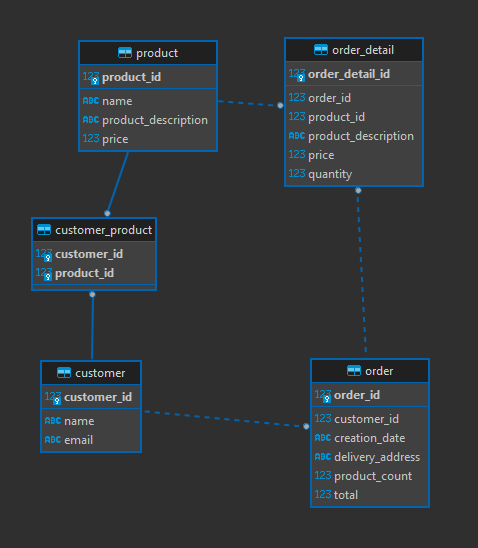 product
123 product_id
ABC name
ABC product_description
123 price
order_detail
123 order_detail_id
123 order_id
123 product_id
ABC product_description
123 price
123 quantity
customer_product
123 customer_id
123 product_id
customer
123 customer_id
ABC name
ABC email
order
123 order_id
123 customer_id
ABC creation_date
ABC delivery_address
123 product_count
123 total